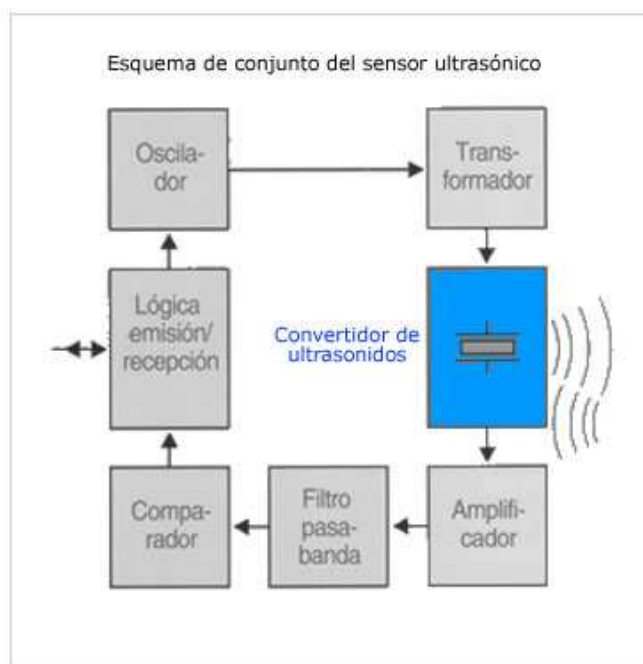 Esquema de conjunto del sensor ultrasónico
Oscila-
dor
Trans-
formador
Lógica
emisión/
recepción
Convertidor de
ultrasonidos
Compa-
rador
Filtro
pasa-
banda
Amplifi-
cador